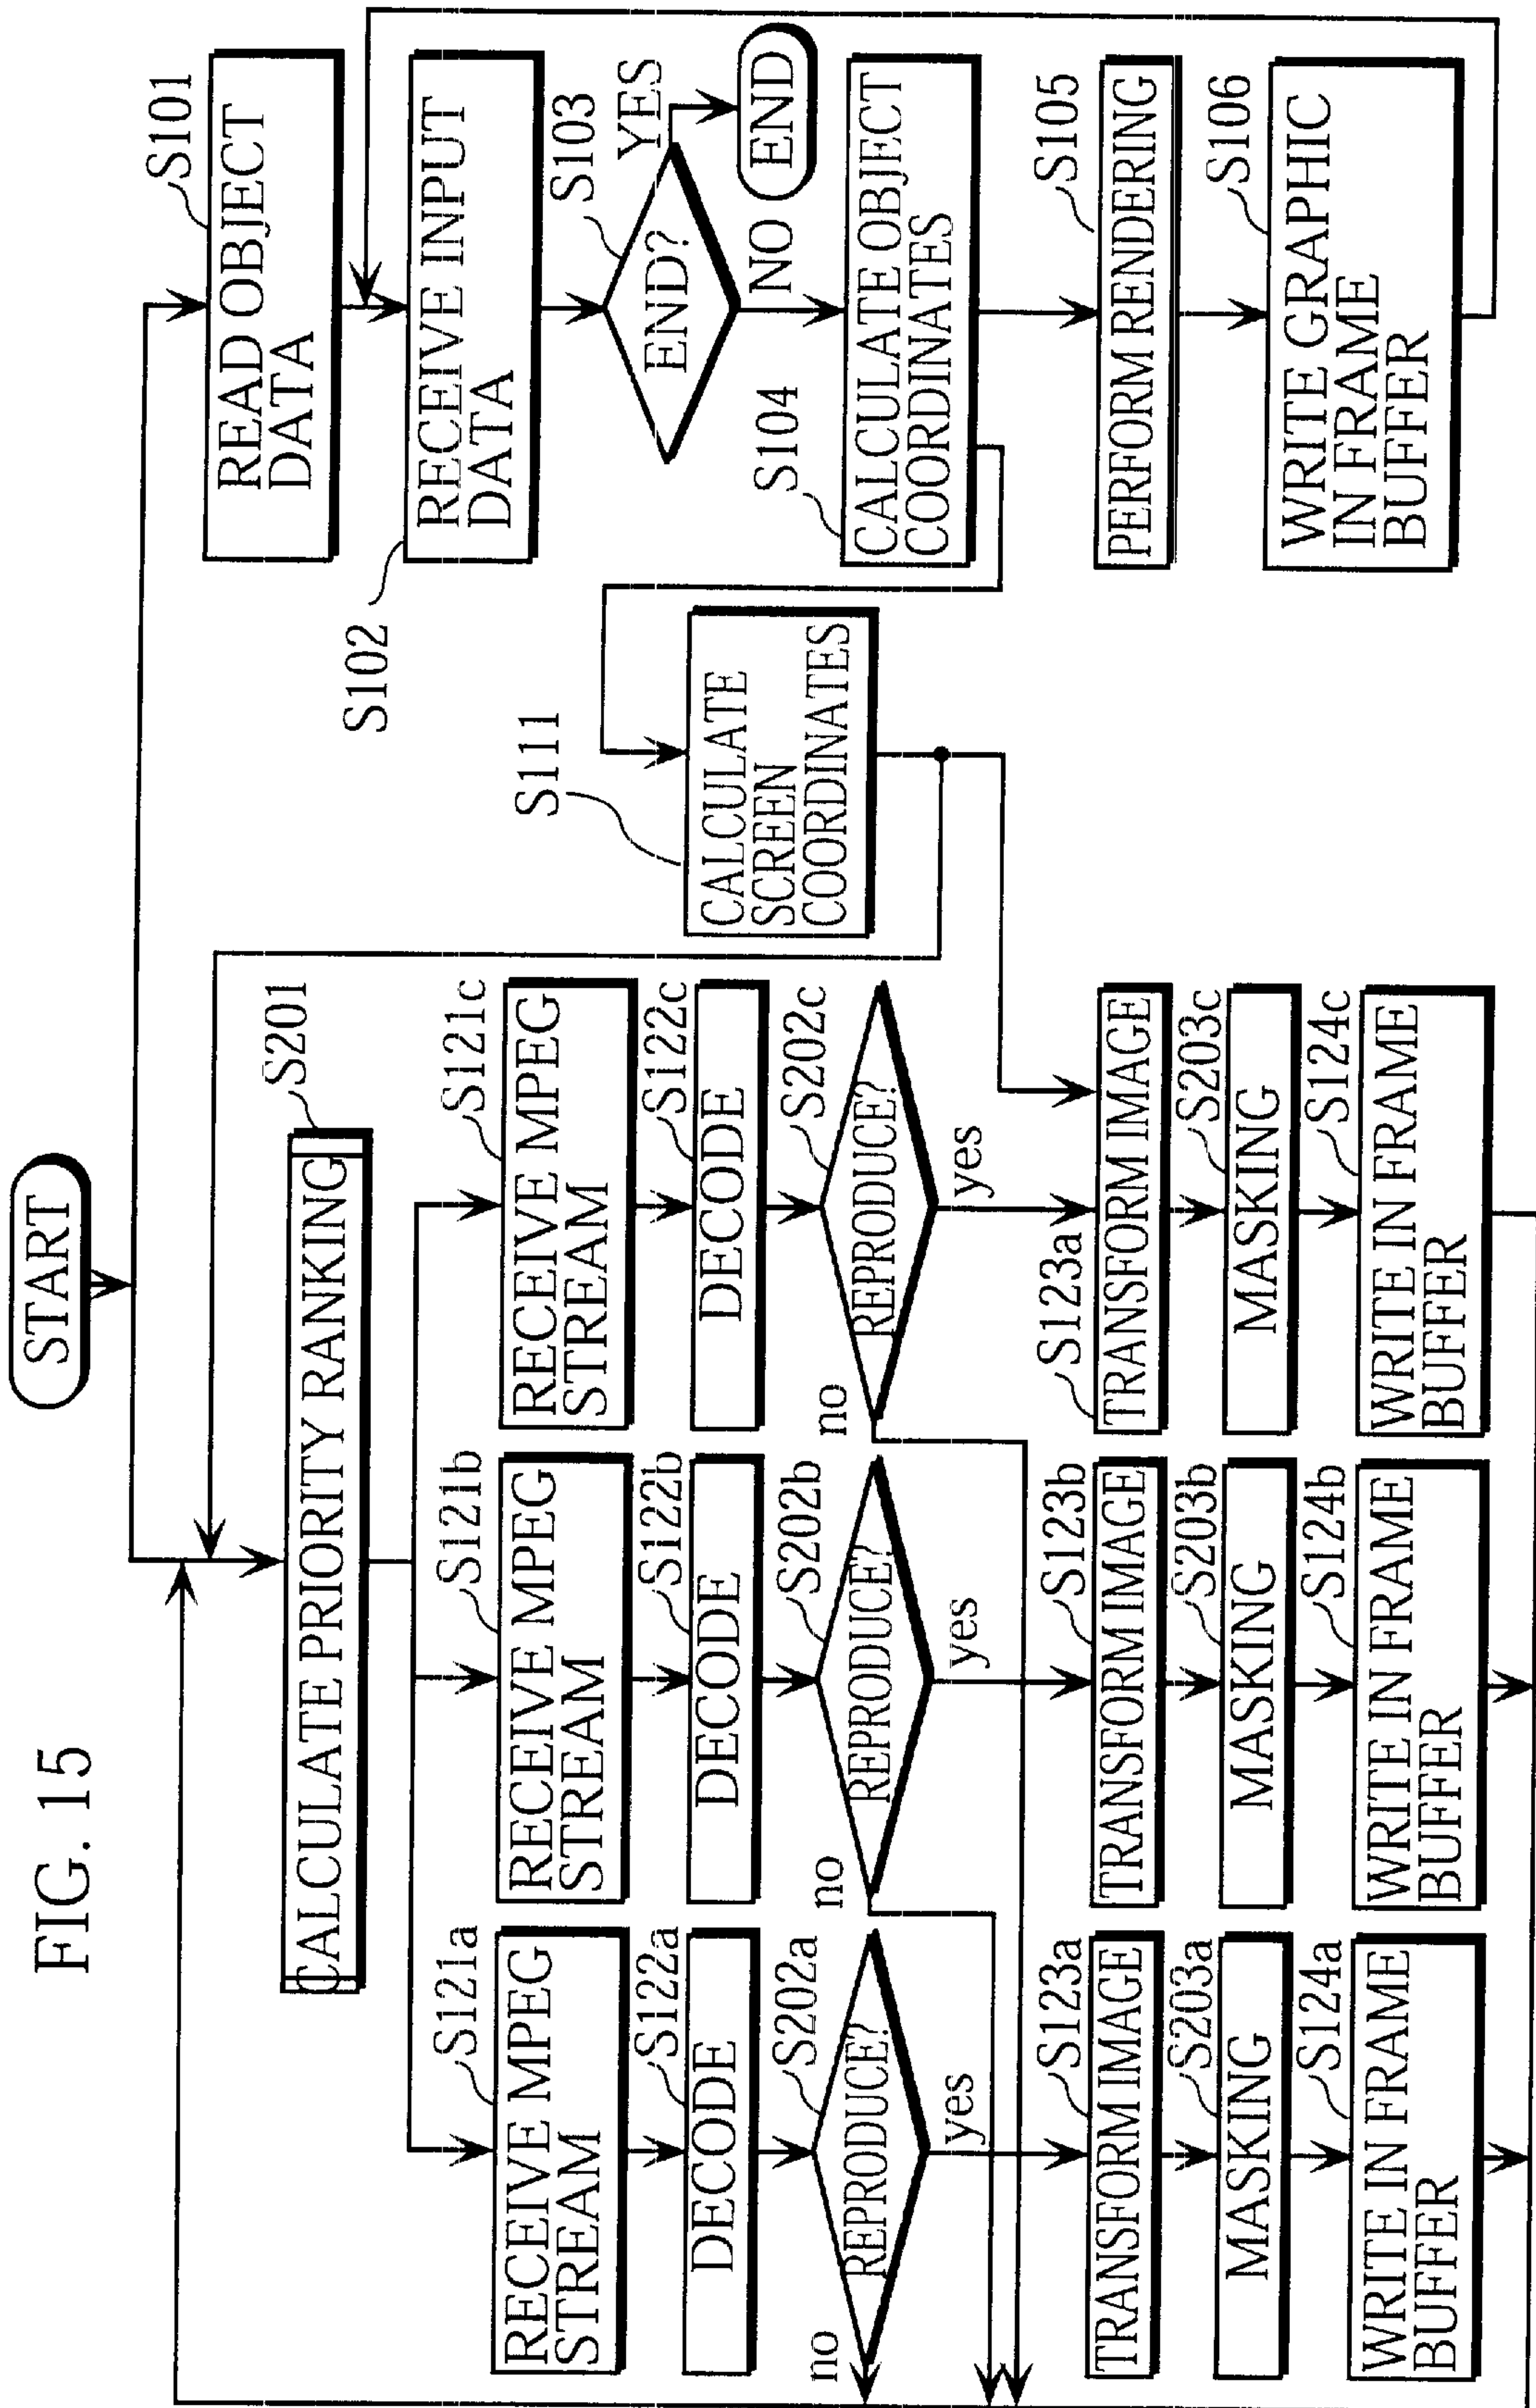 FIG. 15
START
CALCULATE PRIORITY RANKING
S201
S121a
RECEIVE MPEG
STREAM
S122a
DECODE
S202a
REPRODUCE?
no
yes
S123a
TRANSFORM IMAGE
S203a
MASKING
S124a
WRITE IN FRAME
BUFFER
S121b
RECEIVE MPEG
STREAM
S122b
DECODE
S202b
REPRODUCE?
no
yes
S123b
TRANSFORM IMAGE
S203b
MASKING
S124b
WRITE IN FRAME
BUFFER
S121c
RECEIVE MPEG
STREAM
S122c
DECODE
S202c
REPRODUCE?
no
yes
S123a
TRANSFORM IMAGE
S203c
MASKING
S124c
WRITE IN FRAME
BUFFER
S111
CALCULATE
SCREEN
COORDINATES
S101
READ OBJECT
DATA
S102
RECEIVE INPUT
DATA
S103
END?
YES
END
NO
S104
CALCULATE OBJECT
COORDINATES
S105
PERFORM RENDERING
S106
WRITE GRAPHIC
IN FRAME
BUFFER